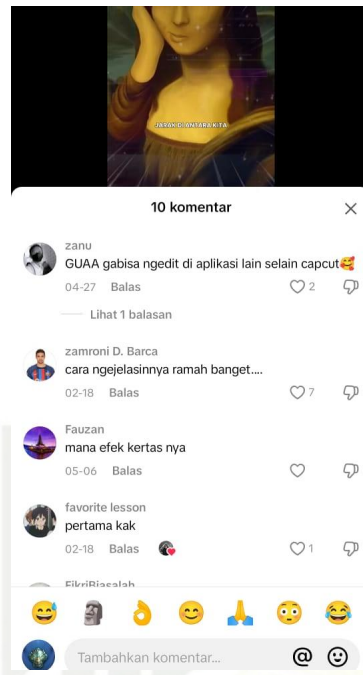 JARAK DI ANTARA KITA
10 komentar
zanu
GUAA gabisa ngedit di aplikasi lain selain capcut🥰
04-27 Balas 2
Lihat 1 balasan
zamroni D. Barca
cara ngejelasinnya ramah banget....
02-18 Balas 7
Fauzan
mana efek kertas nya
05-06 Balas
favorite lesson
pertama kak
02-18 Balas 1
FikriBiasalah
Tambahkan komentar...